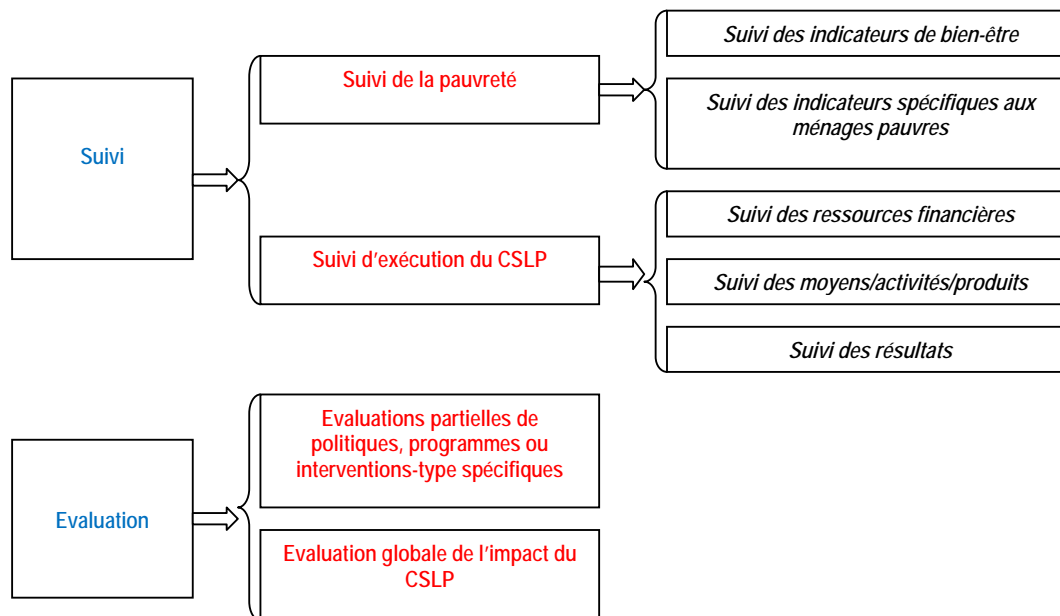 Suivi
Suivi de la pauvreté
Suivi des indicateurs de bien-être
Suivi des indicateurs spécifiques aux
ménages pauvres
Suivi d'exécution du CSLP
Suivi des ressources financières
Suivi des moyens/activités/produits
Suivi des résultats
Evaluation
Evaluations partielles de
politiques, programmes ou
interventions-type spécifiques
Evaluation globale de l'impact du
CSLP